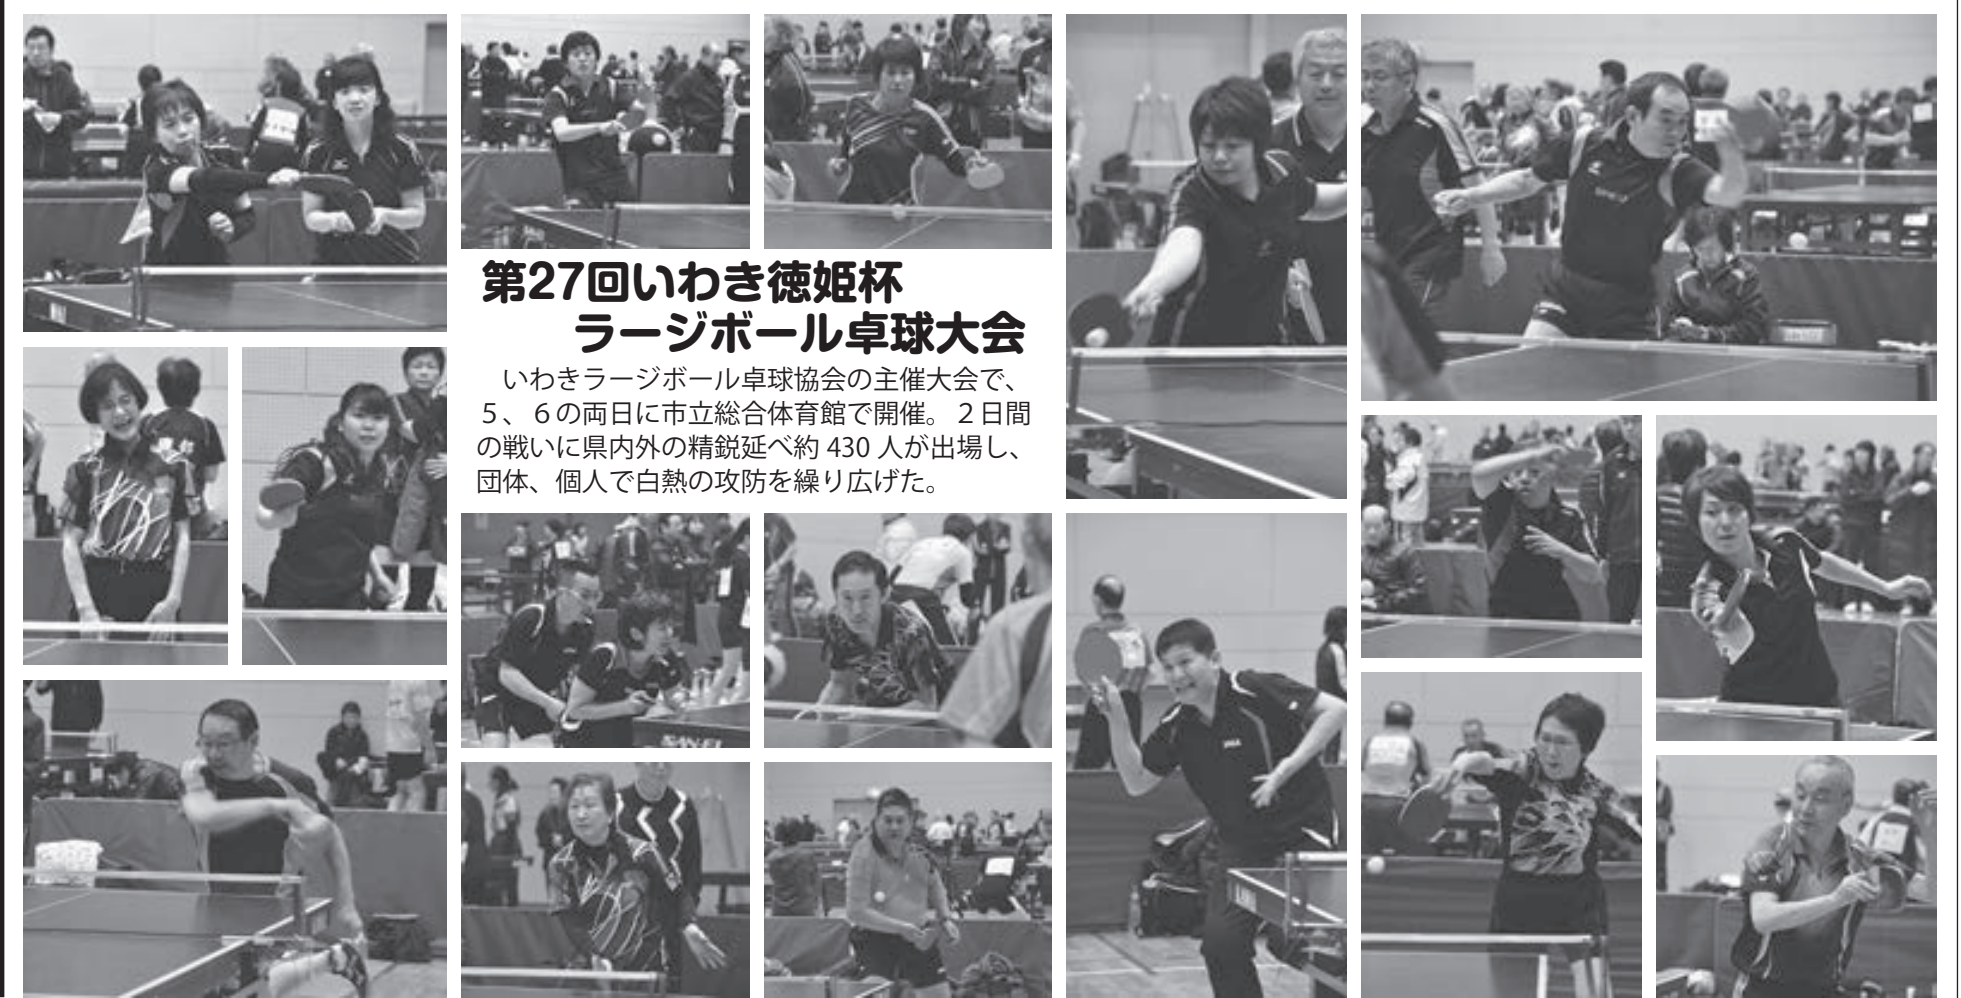 第27回いわき徳姫杯
ラージボール卓球大会
いわきラージボール卓球協会の主催大会で、
５、６の両日に市立総合体育館で開催。２日間
の戦いに県内外の精鋭延べ約 430 人が出場し、
団体、個人で白熱の攻防を繰り広げた。
SAN-EI